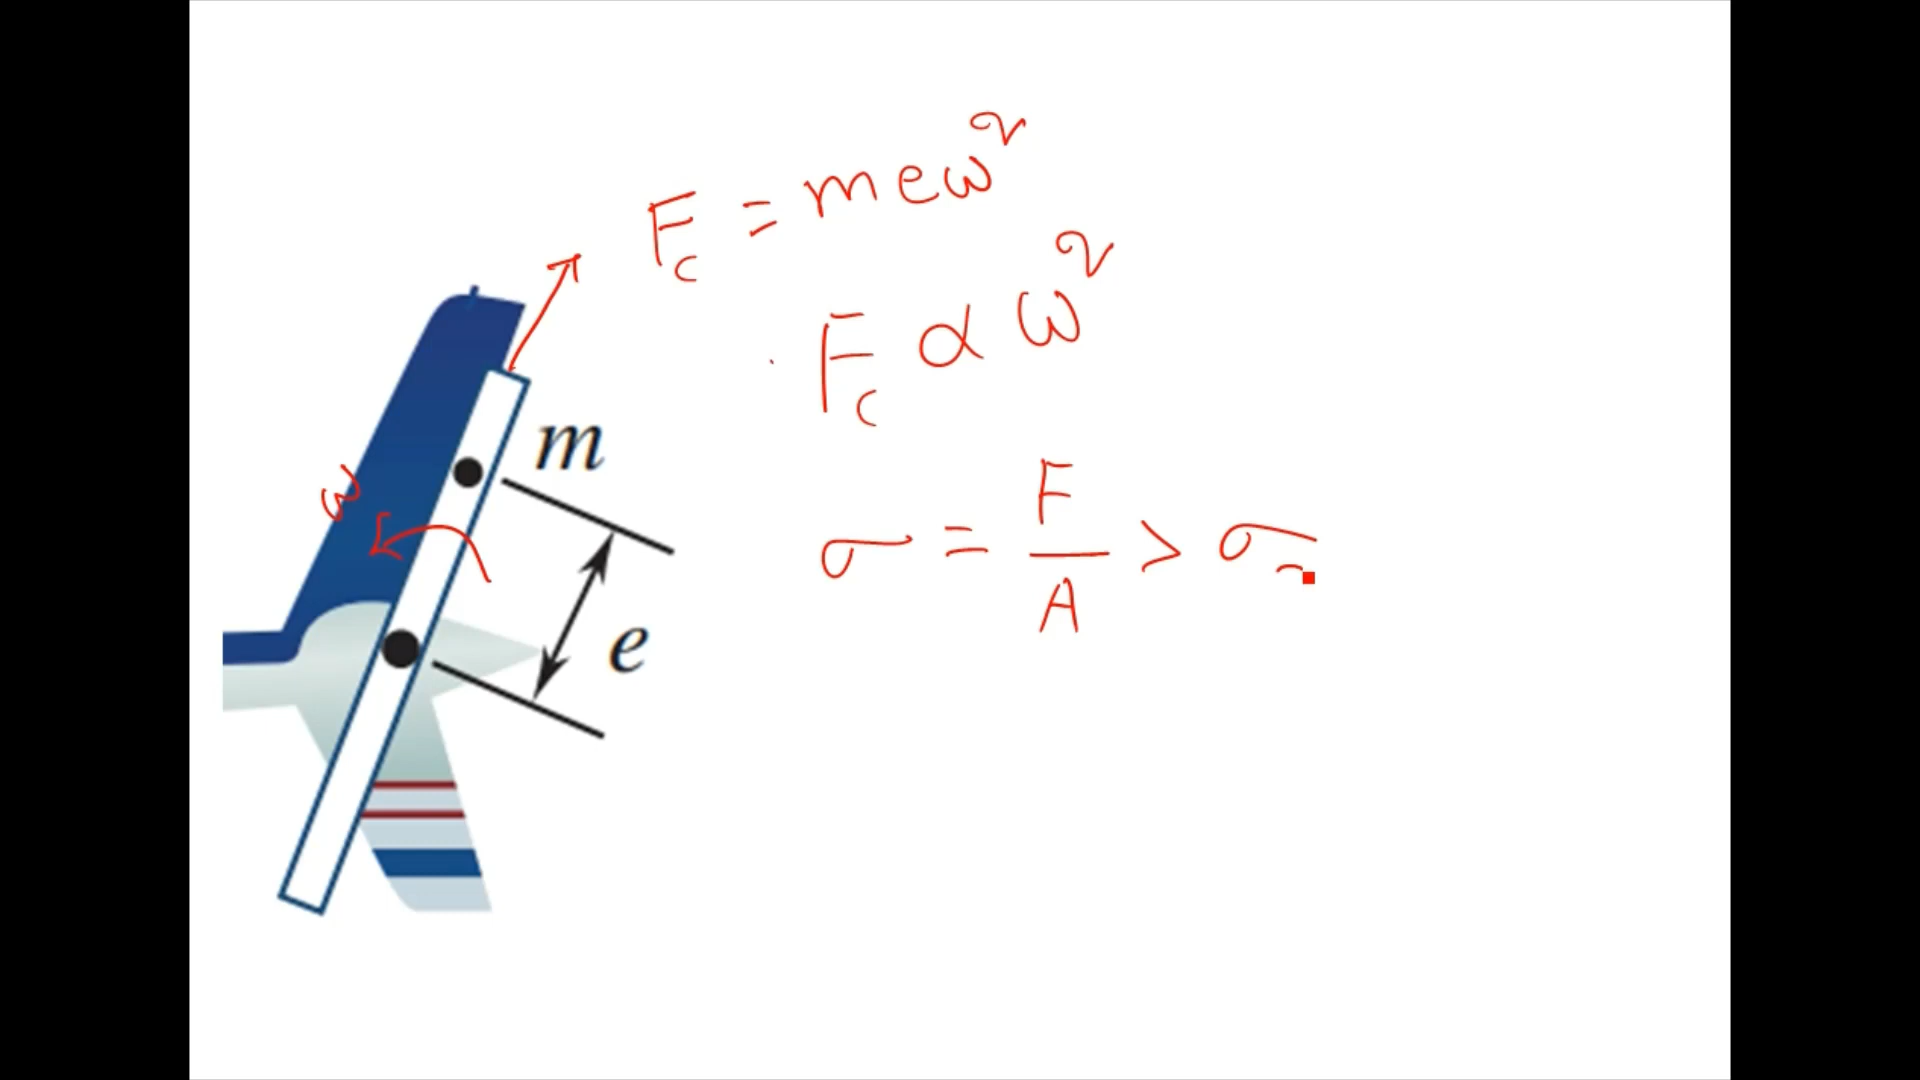 F_c = meω²
F_c ∝ ω²
m
ω
σ = F/A > σ
e